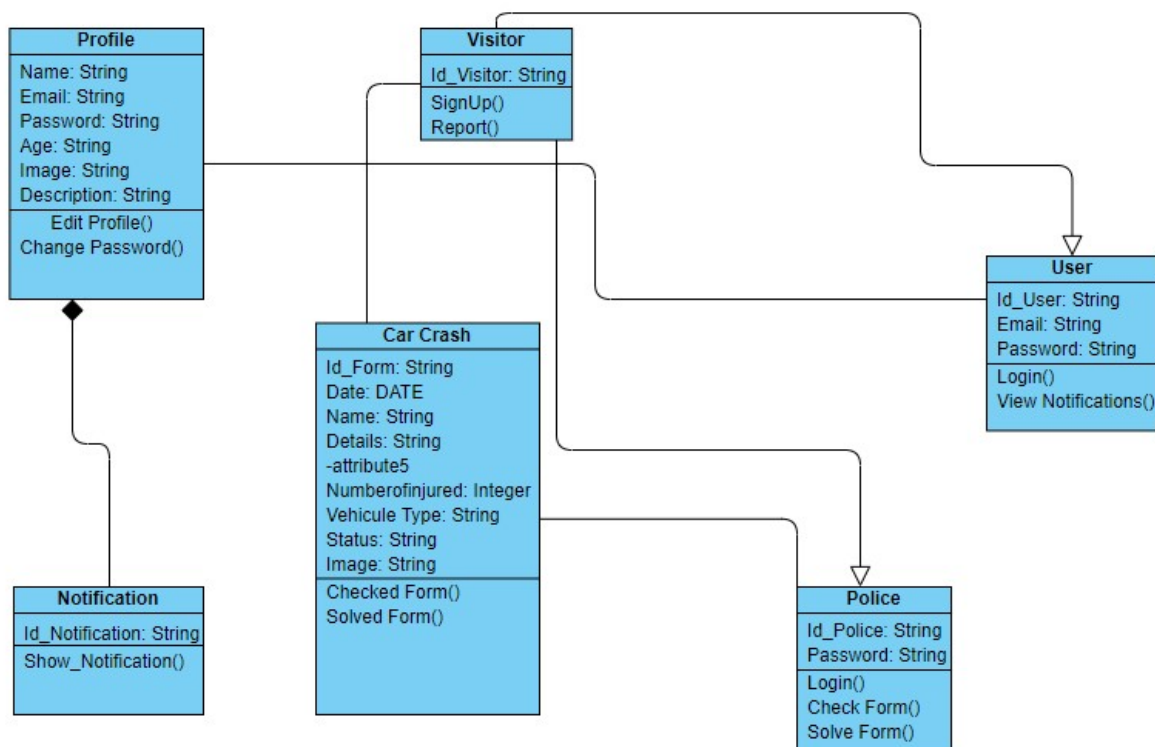 Profile
Name: String
Email: String
Password: String
Age: String
Image: String
Description: String
Edit Profile()
Change Password()
Visitor
Id_Visitor: String
SignUp()
Report()
User
Id_User: String
Email: String
Password: String
Login()
View Notifications()
Car Crash
Id_Form: String
Date: DATE
Name: String
Details: String
-attribute5
Numberofinjured: Integer
Vehicule Type: String
Status: String
Image: String
Checked Form()
Solved Form()
Notification
Id_Notification: String
Show_Notification()
Police
Id_Police: String
Password: String
Login()
Check Form()
Solve Form()